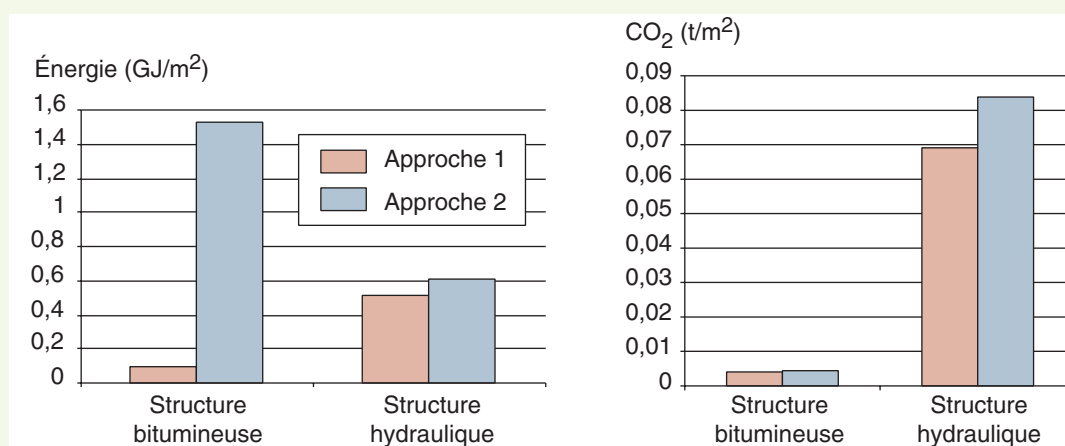 Énergie (GJ/m²)
1,6
1,4
1,2
1
0,8
0,6
0,4
0,2
0
Approche 1
Approche 2
Structure
bitumineuse
Structure
hydraulique
CO₂ (t/m²)
0,09
0,08
0,07
0,06
0,05
0,04
0,03
0,02
0,01
0
Structure
bitumineuse
Structure
hydraulique